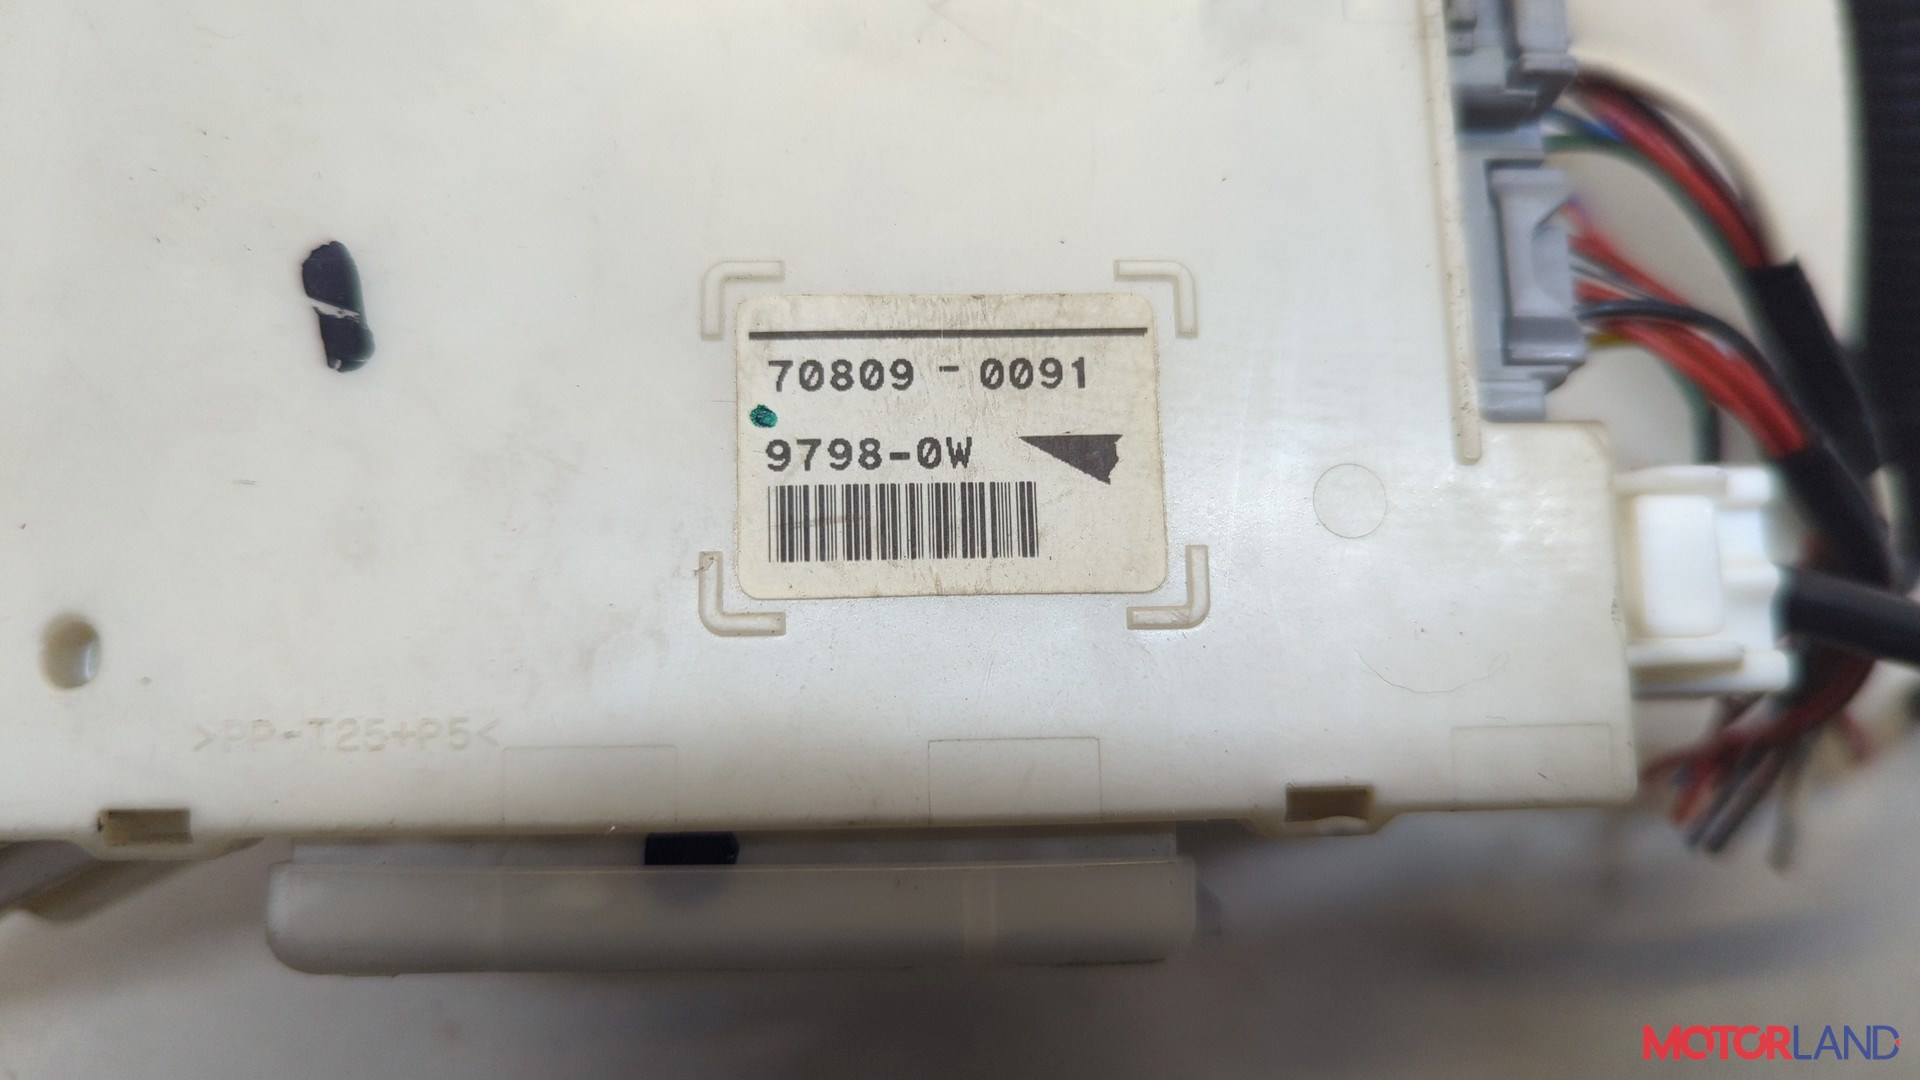 70809-0091
9798-0W
>PP-T25+P5<
MOTORLAND